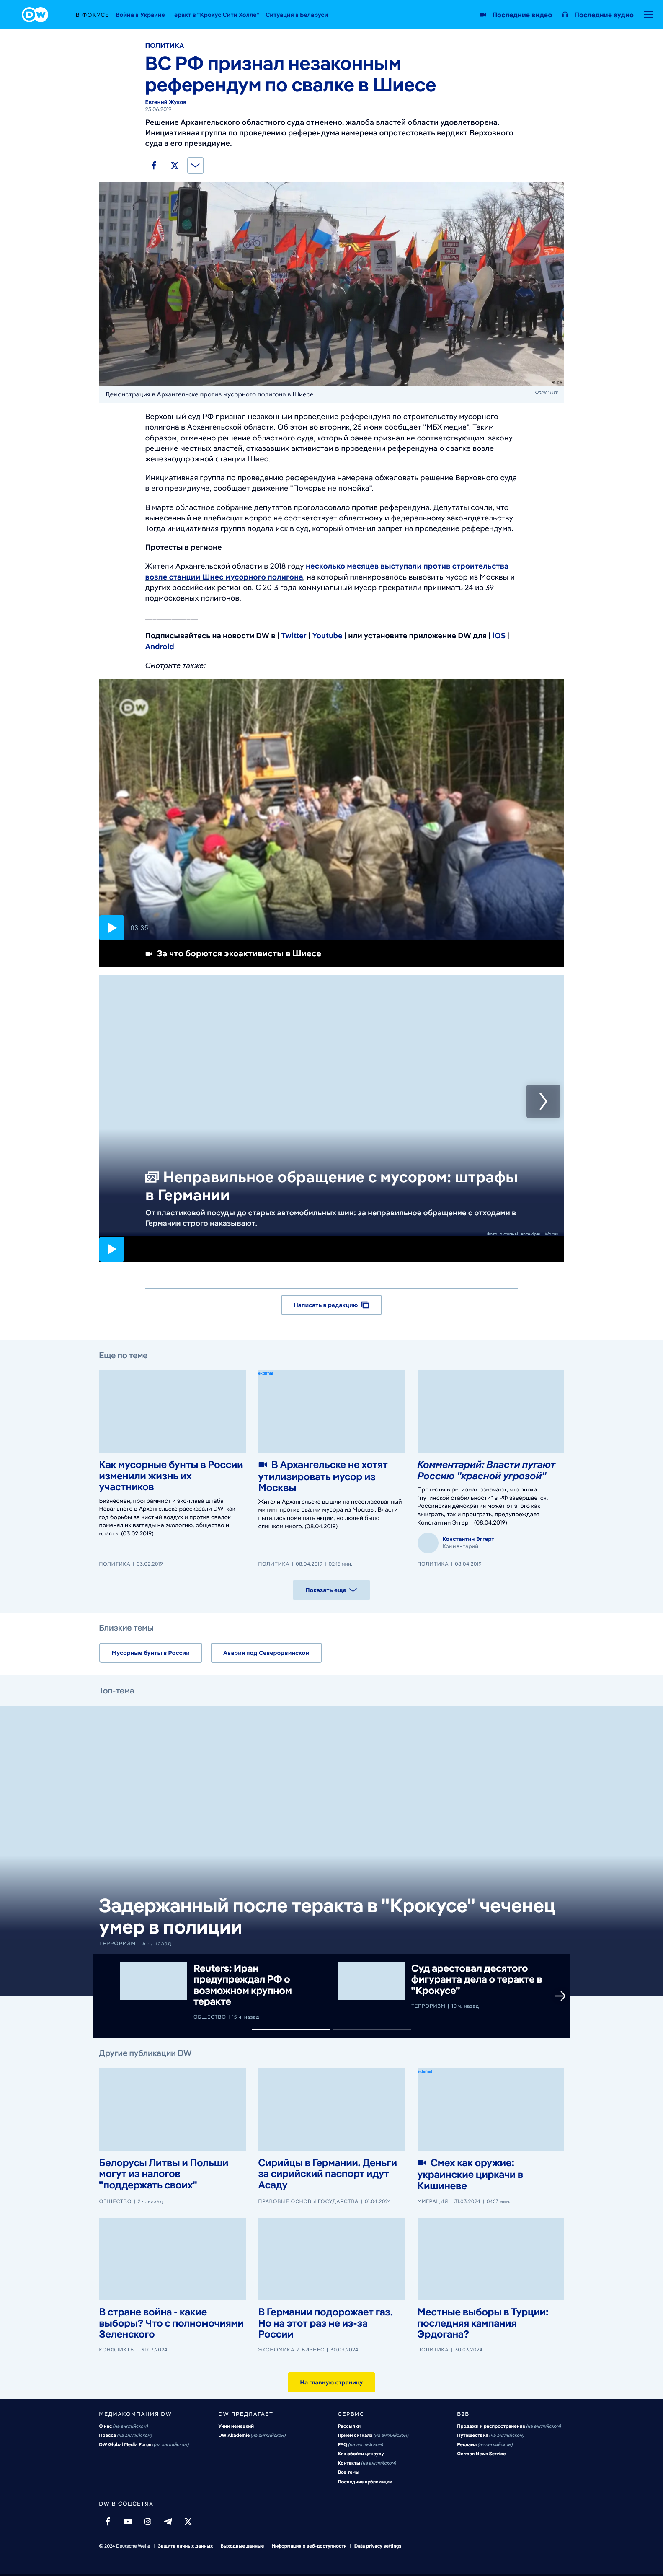 DW
В ФОКУСЕ Война в Украине Теракт в "Крокус Сити Холле" Ситуация в Беларуси Последние видео Последние аудио
ПОЛИТИКА
ВС РФ признал незаконным
референдум по свалке в Шиесе
Евгений Жуков
25.06.2019
Решение Архангельского областного суда отменено, жалоба властей области удовлетворена.
Инициативная группа по проведению референдума намерена опротестовать вердикт Верховного
суда в его президиуме.
© DW
Демонстрация в Архангельске против мусорного полигона в Шиесе Фото: DW
Верховный суд РФ признал незаконным проведение референдума по строительству мусорного
полигона в Архангельской области. Об этом во вторник, 25 июня сообщает "МБХ медиа". Таким
образом, отменено решение областного суда, который ранее признал не соответствующим закону
решение местных властей, отказавших активистам в проведении референдума о свалке возле
железнодорожной станции Шиес.
Инициативная группа по проведению референдума намерена обжаловать решение Верховного суда
в его президиуме, сообщает движение "Поморье не помойка".
В марте областное собрание депутатов проголосовало против референдума. Депутаты сочли, что
вынесенный на плебисцит вопрос не соответствует областному и федеральному законодательству.
Тогда инициативная группа подала иск в суд, который отменил запрет на проведение референдума.
Протесты в регионе
Жители Архангельской области в 2018 году несколько месяцев выступали против строительства
возле станции Шиес мусорного полигона, на который планировалось вывозить мусор из Москвы и
других российских регионов. С 2013 года коммунальный мусор прекратили принимать 24 из 39
подмосковных полигонов.
______________
Подписывайтесь на новости DW в | Twitter | Youtube | или установите приложение DW для | iOS |
Android
Смотрите также:
DW
03:35
За что борются экоактивисты в Шиесе
Неправильное обращение с мусором: штрафы
в Германии
От пластиковой посуды до старых автомобильных шин: за неправильное обращение с отходами в
Германии строго наказывают.
Написать в редакцию
Еще по теме
external
Как мусорные бунты в России
изменили жизнь их
участников
Бизнесмен, программист и экс-глава штаба
Навального в Архангельске рассказали DW, как
год борьбы за чистый воздух и против свалок
поменял их взгляды на экологию, общество и
власть. (03.02.2019)
ПОЛИТИКА | 03.02.2019
В Архангельске не хотят
утилизировать мусор из
Москвы
Жители Архангельска вышли на несогласованный
митинг против свалки мусора из Москвы. Власти
пытались помешать акции, но людей было
слишком много. (08.04.2019)
ПОЛИТИКА | 08.04.2019 | 02:15 мин.
Комментарий: Власти пугают
Россию "красной угрозой"
Протесты в регионах означают, что эпоха
"путинской стабильности" в РФ завершается.
Российская демократия может от этого как
выиграть, так и проиграть, предупреждает
Константин Эггерт. (08.04.2019)
Константин Эггерт
Комментарий
ПОЛИТИКА | 08.04.2019
Показать еще
Близкие темы
Мусорные бунты в России Авария под Северодвинском
Топ-тема
Задержанный после теракта в "Крокусе" чеченец
умер в полиции
ТЕРРОРИЗМ | 6 ч. назад
Reuters: Иран
предупреждал РФ о
возможном крупном
теракте
ОБЩЕСТВО | 15 ч. назад
Суд арестовал десятого
фигуранта дела о теракте в
"Крокусе"
ТЕРРОРИЗМ | 10 ч. назад
Другие публикации DW
external
Белорусы Литвы и Польши
могут из налогов
"поддержать своих"
ОБЩЕСТВО | 2 ч. назад
Сирийцы в Германии. Деньги
за сирийский паспорт идут
Асаду
ПРАВОВЫЕ ОСНОВЫ ГОСУДАРСТВА | 01.04.2024
Смех как оружие:
украинские циркачи в
Кишиневе
МИГРАЦИЯ | 31.03.2024 | 04:13 мин.
В стране война - какие
выборы? Что с полномочиями
Зеленского
КОНФЛИКТЫ | 31.03.2024
В Германии подорожает газ.
Но на этот раз не из-за
России
ЭКОНОМИКА И БИЗНЕС | 30.03.2024
Местные выборы в Турции:
последняя кампания
Эрдогана?
ПОЛИТИКА | 30.03.2024
На главную страницу
МЕДИАКОМПАНИЯ DW
О нас (на английском)
Пресса (на английском)
DW Global Media Forum (на английском)
DW ПРЕДЛАГАЕТ
Учим немецкий
DW Akademie (на английском)
СЕРВИС
Рассылки
Прием сигнала (на английском)
FAQ (на английском)
Как обойти цензуру
Контакты (на английском)
Все темы
Последние публикации
B2B
Продажи и распространение (на английском)
Путешествия (на английском)
Реклама (на английском)
German News Service
DW В СОЦСЕТЯХ
© 2024 Deutsche Welle | Защита личных данных | Выходные данные | Информация о веб-доступности | Data privacy settings